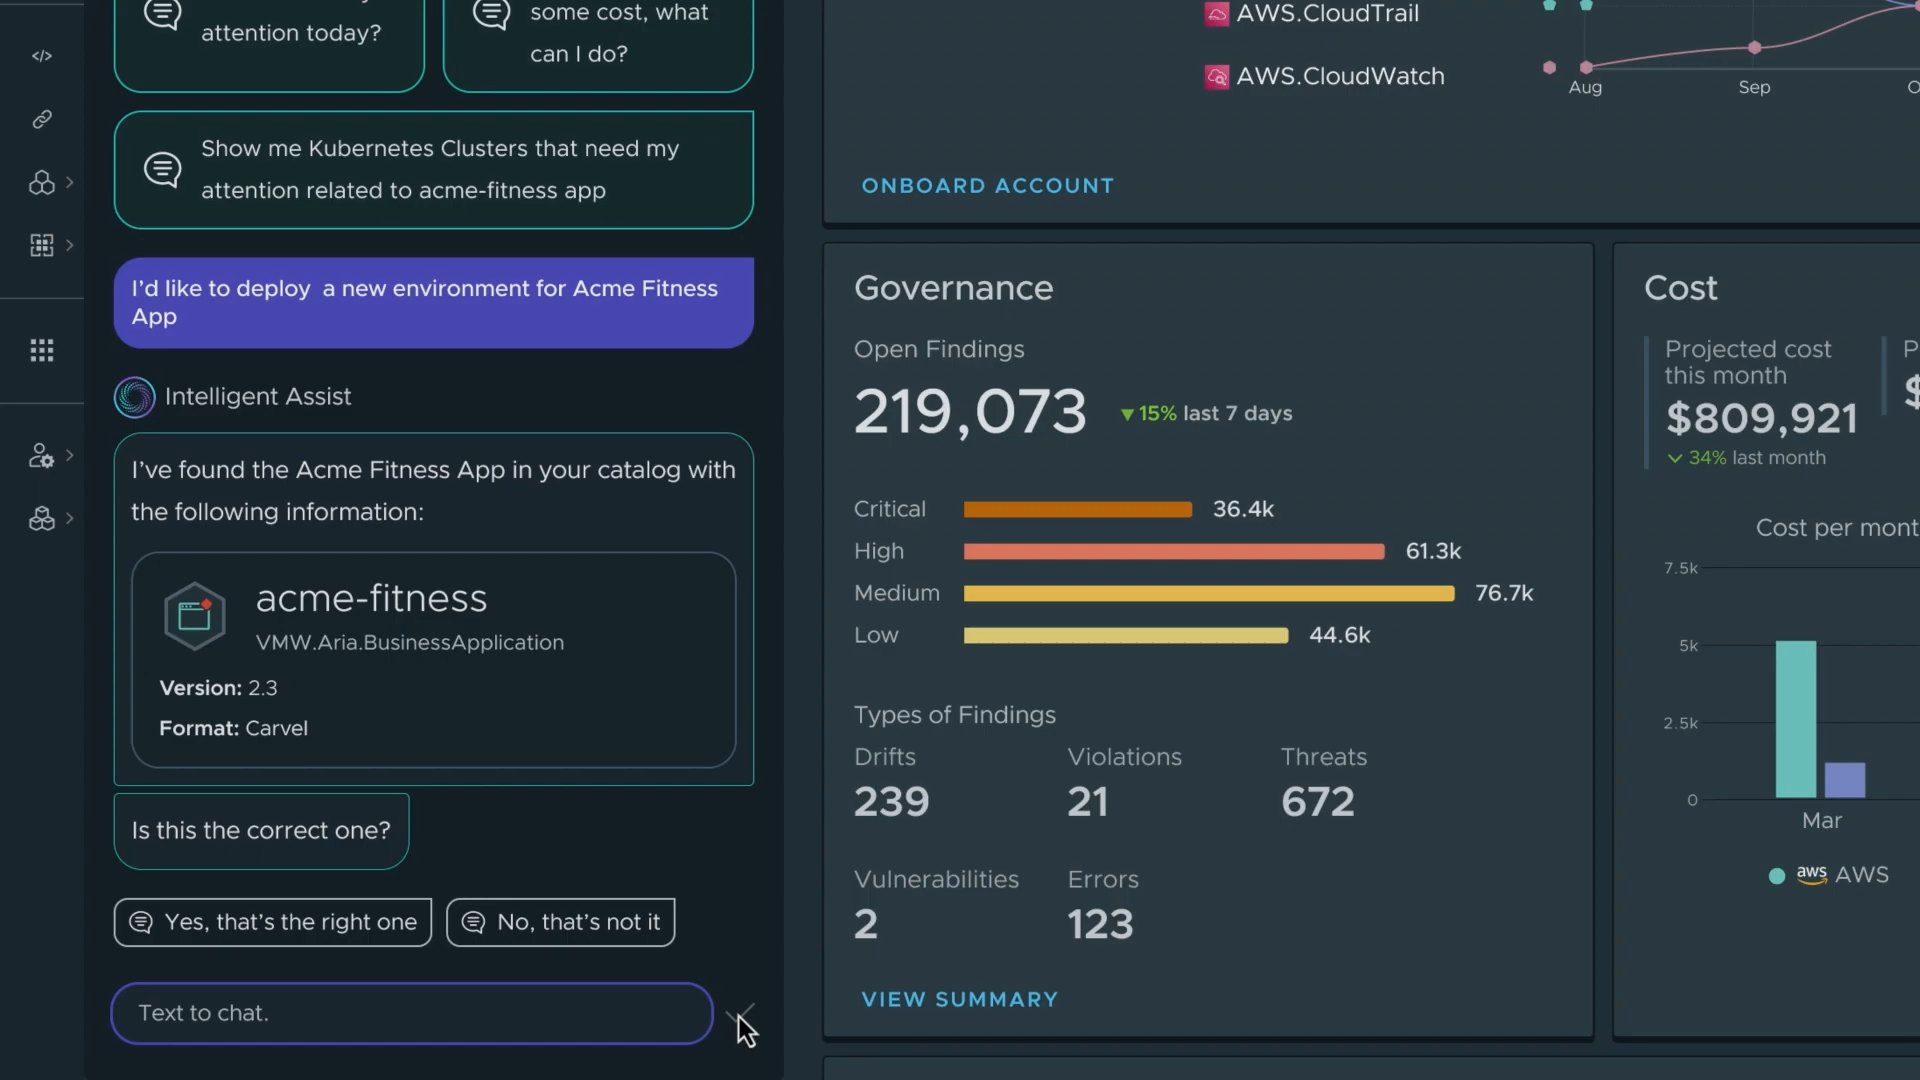 attention today?
some cost, what
can I do?
Show me Kubernetes Clusters that need my
attention related to acme-fitness app
I'd like to deploy  a new environment for Acme Fitness
App
Intelligent Assist
I've found the Acme Fitness App in your catalog with
the following information:
acme-fitness
VMW.Aria.BusinessApplication
Version: 2.3
Format: Carvel
Is this the correct one?
Yes, that's the right one
No, that's not it
Text to chat.
AWS.CloudTrail
AWS.CloudWatch
Aug
Sep
ONBOARD ACCOUNT
Governance
Open Findings
219,073
▼15% last 7 days
Critical
36.4k
High
61.3k
Medium
76.7k
Low
44.6k
Types of Findings
Drifts
239
Violations
21
Threats
672
Vulnerabilities
2
Errors
123
VIEW SUMMARY
Cost
Projected cost
this month
$809,921
34% last month
Cost per mont
7.5k
5k
2.5k
0
Mar
aws AWS